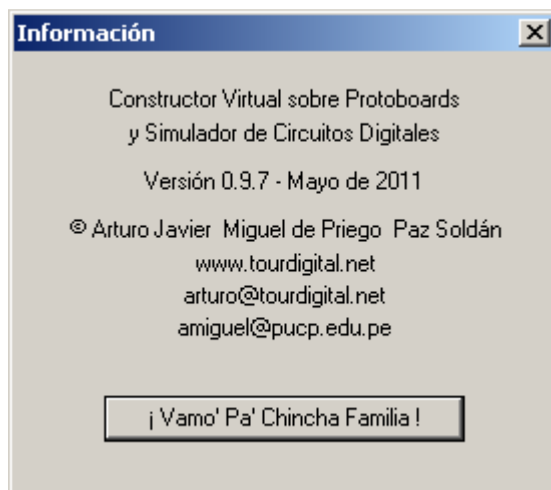 Información
Constructor Virtual sobre Protoboards
y Simulador de Circuitos Digitales
Versión 0.9.7 - Mayo de 2011
© Arturo Javier  Miguel de Priego  Paz Soldán
www.tourdigital.net
arturo@tourdigital.net
amiguel@pucp.edu.pe
¡ Vamo' Pa' Chincha Familia !